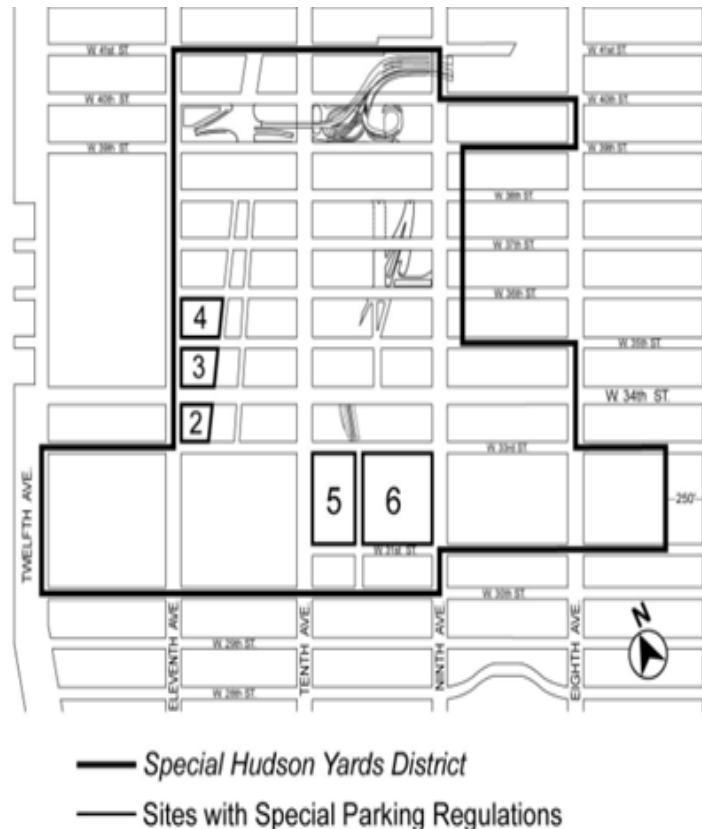 W. 41st ST.
W. 41st ST.
W. 40th ST.
W. 40th ST.
W. 39th ST.
W. 39th ST.
W. 38th ST.
W. 37th ST.
W. 36th ST.
4
W. 35th ST.
3
W. 34th ST.
2
W. 33rd ST.
TWELFTH AVE.
5
6
250'
W. 31st ST.
W. 30th ST.
ELEVENTH AVE.
TENTH AVE.
NINTH AVE.
EIGHTH AVE.
N
W. 29th ST.
W. 28th ST.
Special Hudson Yards District
Sites with Special Parking Regulations